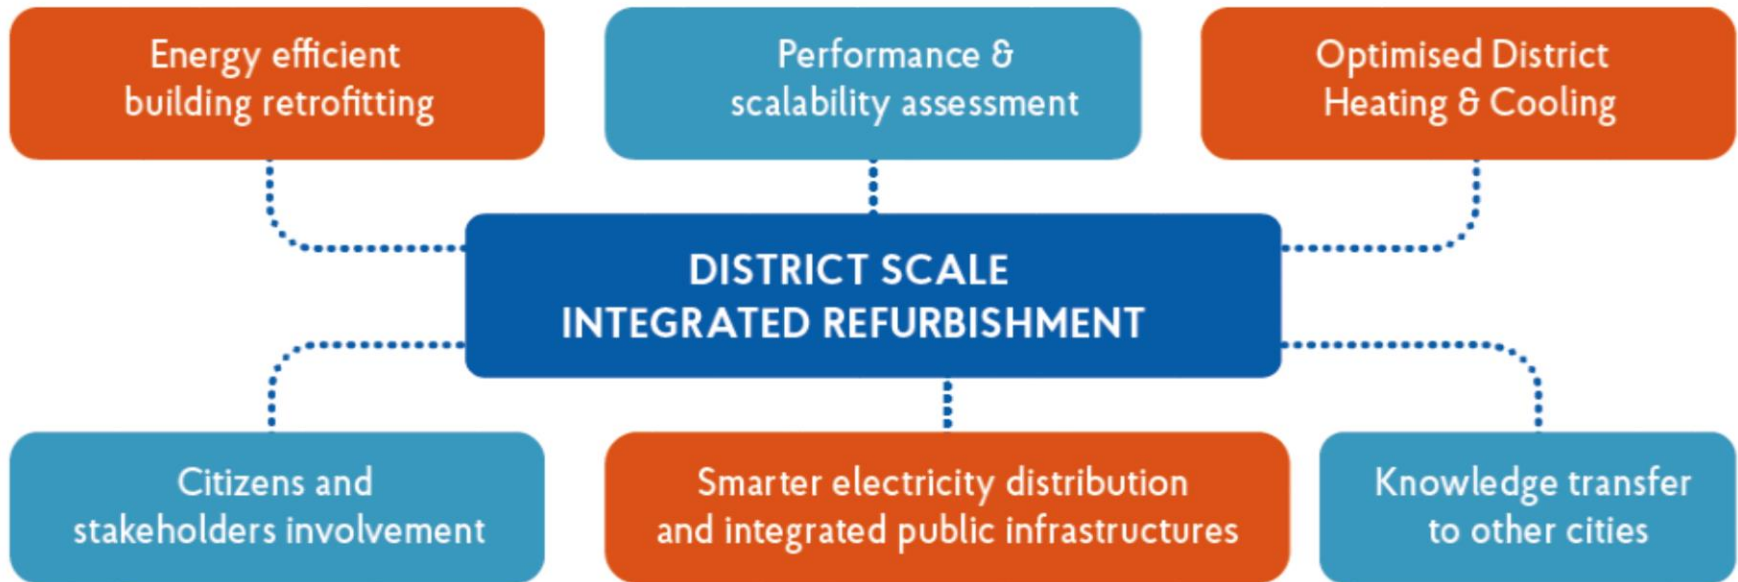 Energy efficient
building retrofitting
Performance &
scalability assessment
Optimised District
Heating & Cooling
DISTRICT SCALE
INTEGRATED REFURBISHMENT
Citizens and
stakeholders involvement
Smarter electricity distribution
and integrated public infrastructures
Knowledge transfer
to other cities